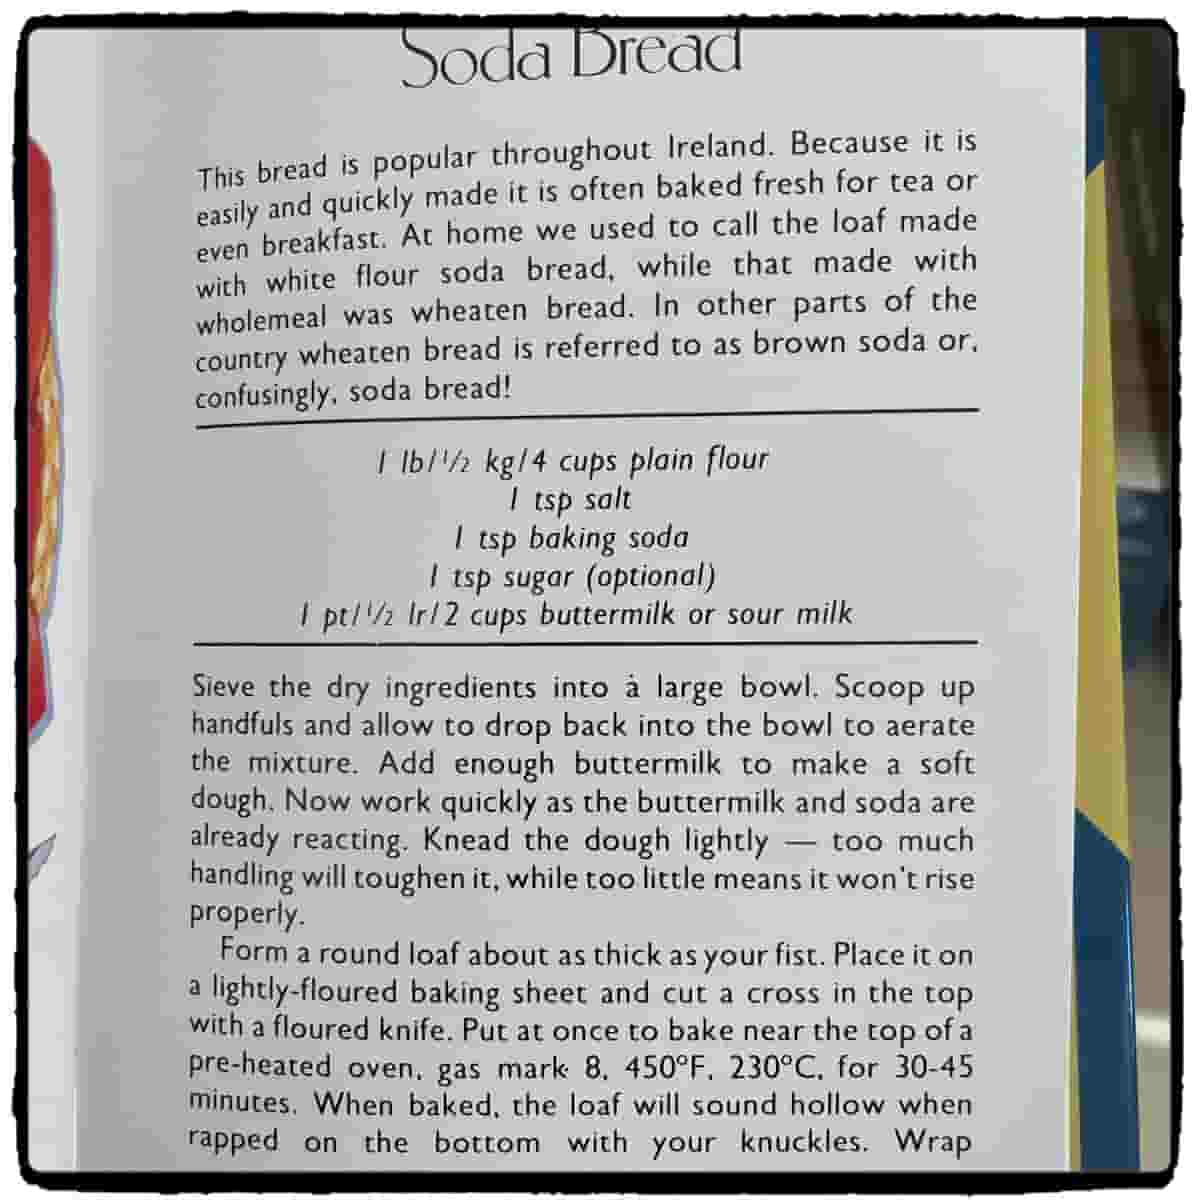 Soda Bread
This bread is popular throughout Ireland. Because it is
easily and quickly made it is often baked fresh for tea or
even breakfast. At home we used to call the loaf made
with white flour soda bread, while that made with
wholemeal was wheaten bread. In other parts of the
country wheaten bread is referred to as brown soda or,
confusingly, soda bread!
1 lb/½ kg/4 cups plain flour
1 tsp salt
1 tsp baking soda
1 tsp sugar (optional)
1 pt/½ lr/2 cups buttermilk or sour milk
Sieve the dry ingredients into a large bowl. Scoop up
handfuls and allow to drop back into the bowl to aerate
the mixture. Add enough buttermilk to make a soft
dough. Now work quickly as the buttermilk and soda are
already reacting. Knead the dough lightly — too much
handling will toughen it, while too little means it won't rise
properly.
Form a round loaf about as thick as your fist. Place it on
a lightly-floured baking sheet and cut a cross in the top
with a floured knife. Put at once to bake near the top of a
pre-heated oven, gas mark 8, 450°F, 230°C, for 30-45
minutes. When baked, the loaf will sound hollow when
rapped on the bottom with your knuckles. Wrap